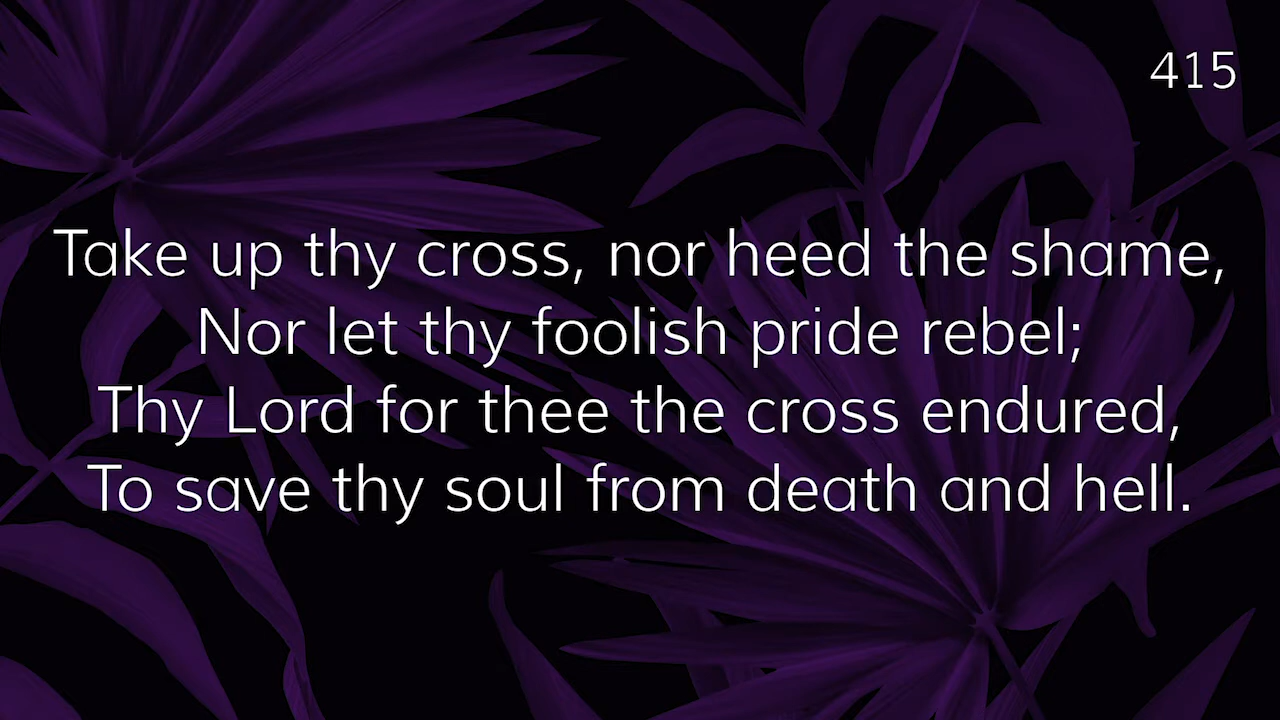 415
Take up thy cross, nor heed the shame,
Nor let thy foolish pride rebel;
Thy Lord for thee the cross endured,
To save thy soul from death and hell.